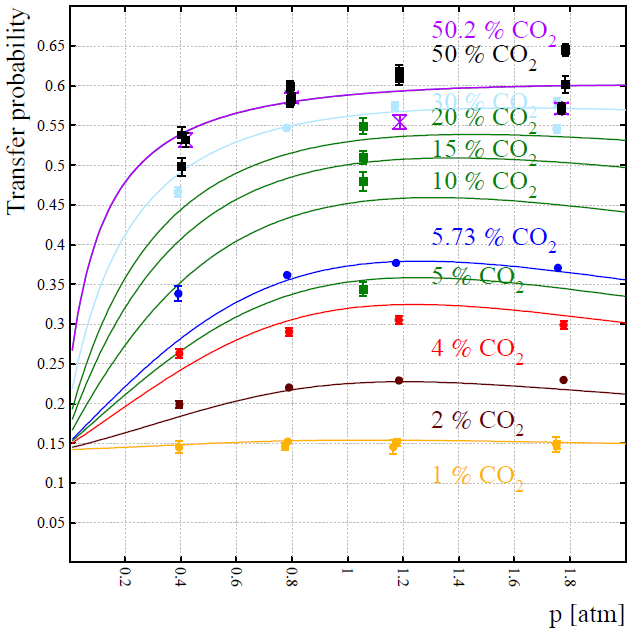 Transfer probability
50.2 % CO2
50 % CO2
30 % CO2
20 % CO2
15 % CO2
10 % CO2
5.73 % CO2
5 % CO2
4 % CO2
2 % CO2
1 % CO2
0.65
0.6
0.55
0.5
0.45
0.4
0.35
0.3
0.25
0.2
0.15
0.1
0.05
0.2 0.4 0.6 0.8 1 1.2 1.4 1.6 1.8
p [atm]